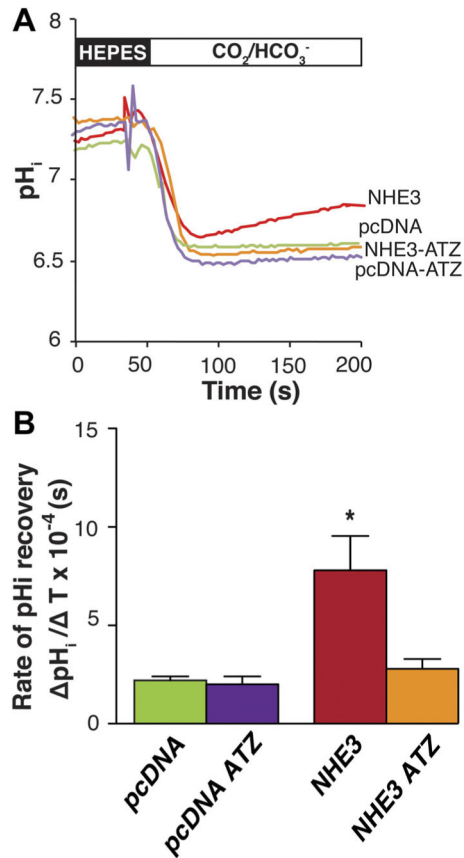 A
HEPES CO₂/HCO₃⁻
8
7.5
7
6.5
6
pHᵢ
NHE3
pcDNA
NHE3-ATZ
pcDNA-ATZ
0 50 100 150 200
Time (s)
B
15
10
5
0
Rate of pHi recovery
ΔpHᵢ /Δ T x 10⁻⁴ (s)
*
pcDNA
pcDNA ATZ
NHE3
NHE3 ATZ